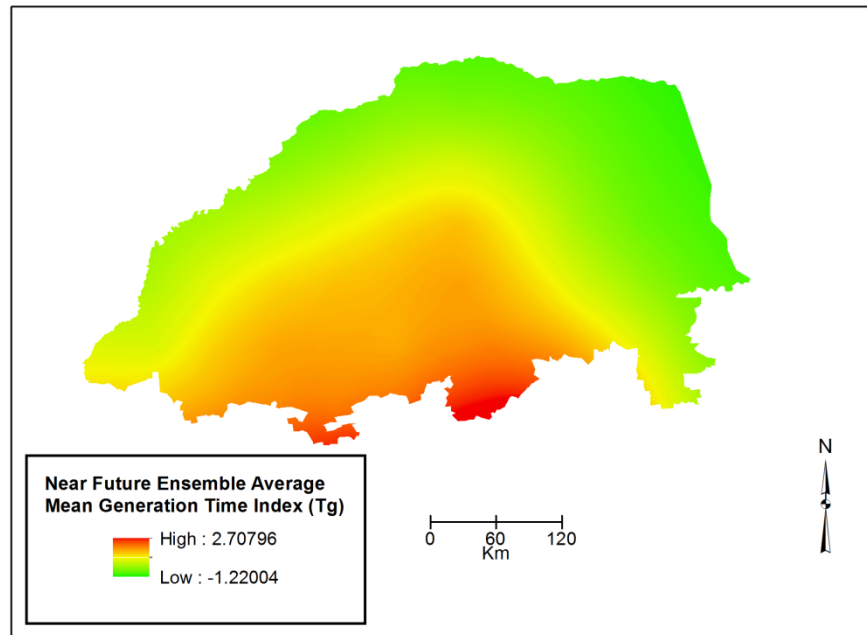 N
Near Future Ensemble Average
Mean Generation Time Index (Tg)
High : 2.70796
Low : -1.22004
0 60 120
Km